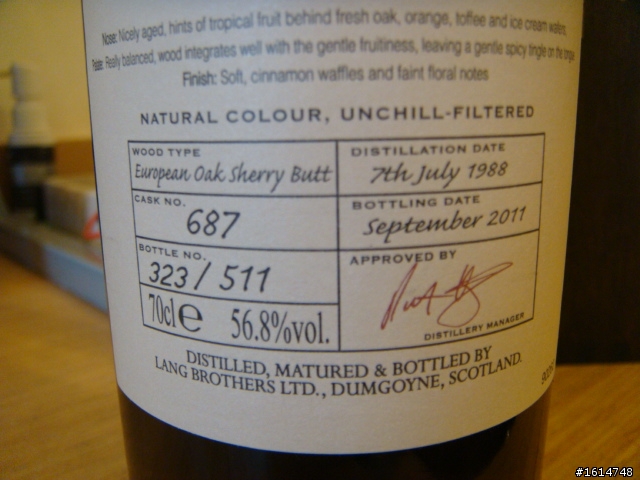 Nose: Nicely aged, hints of tropical fruit behind fresh oak, orange, toffee and ice cream wafers,
Palate: Really balanced, wood integrates well with the gentle fruitiness, leaving a gentle spicy tingle on the tongue.
Finish: Soft, cinnamon waffles and faint floral notes
NATURAL COLOUR, UNCHILL-FILTERED
WOOD TYPE
European Oak Sherry Butt
DISTILLATION DATE
7th July 1988
CASK NO.
687
BOTTLING DATE
September 2011
BOTTLE NO.
323 / 511
APPROVED BY
DISTILLERY MANAGER
70cl e 56.8%vol.
DISTILLED, MATURED & BOTTLED BY
LANG BROTHERS LTD., DUMGOYNE, SCOTLAND.
#1614748